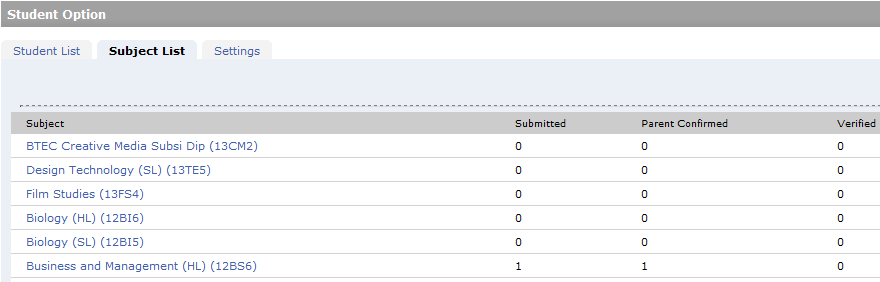 Student Option
Student List Subject List Settings
Subject Submitted Parent Confirmed Verified
BTEC Creative Media Subsi Dip (13CM2) 0 0 0
Design Technology (SL) (13TE5) 0 0 0
Film Studies (13FS4) 0 0 0
Biology (HL) (12BI6) 0 0 0
Biology (SL) (12BI5) 0 0 0
Business and Management (HL) (12BS6) 1 1 0